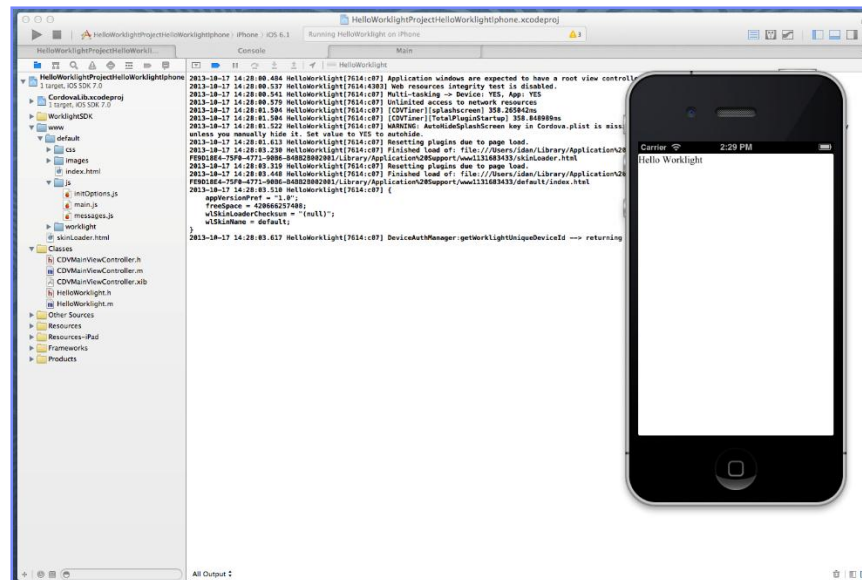 HelloWorklightProjectHelloWorklightIphone.xcodeproj
HelloWorklightProjectHelloWorklightIphone iPhone iOS 6.1
Running HelloWorklight on iPhone
3
HelloWorklightProjectHelloWorkli...
Console
Main
HelloWorklight
HelloWorklightProjectHelloWorklightIphone
1 target, iOS SDK 7.0
CordovaLib.xcodeproj
1 target, iOS SDK 7.0
WorklightSDK
www
default
css
images
index.html
js
initOptions.js
main.js
messages.js
worklight
skinLoader.html
Classes
CDVMainViewController.h
CDVMainViewController.m
CDVMainViewController.xib
HelloWorklight.h
HelloWorklight.m
Other Sources
Resources
Resources-iPad
Frameworks
Products
2013-10-17 14:28:00.484 HelloWorklight[7614:c07] Application windows are expected to have a root view controll
2013-10-17 14:28:00.537 HelloWorklight[7614:4303] Web resources integrity test is disabled.
2013-10-17 14:28:00.541 HelloWorklight[7614:c07] Multi-tasking -> Device: YES, App: YES
2013-10-17 14:28:00.579 HelloWorklight[7614:c07] Unlimited access to network resources
2013-10-17 14:28:01.504 HelloWorklight[7614:c07] [CDVTimer][splashscreen] 358.265042ms
2013-10-17 14:28:01.504 HelloWorklight[7614:c07] [CDVTimer][TotalPluginStartup] 358.848989ms
2013-10-17 14:28:01.522 HelloWorklight[7614:c07] WARNING: AutoHideSplashScreen key in Cordova.plist is miss
unless you manually hide it. Set value to YES to autohide.
2013-10-17 14:28:01.613 HelloWorklight[7614:c07] Resetting plugins due to page load.
2013-10-17 14:28:03.230 HelloWorklight[7614:c07] Finished load of: file:///Users/idan/Library/Application%20
/Library/Application%20Support/www1131683433/skinLoader.html
2013-10-17 14:28:03.319 HelloWorklight[7614:c07] Resetting plugins due to page load.
2013-10-17 14:28:03.448 HelloWorklight[7614:c07] Finished load of: file:///Users/idan/Library/Application%20
/Library/Application%20Support/www1131683433/default/index.html
2013-10-17 14:28:03.510 HelloWorklight[7614:c07] {
appVersionPref = "1.0";
freeSpace = 420666257408;
wlSkinLoaderChecksum = "(null)";
wlSkinName = default;
}
2013-10-17 14:28:03.617 HelloWorklight[7614:c07] DeviceAuthManager:getWorklightUniqueDeviceId --> returning
Carrier 2:29 PM
Hello Worklight
All Output